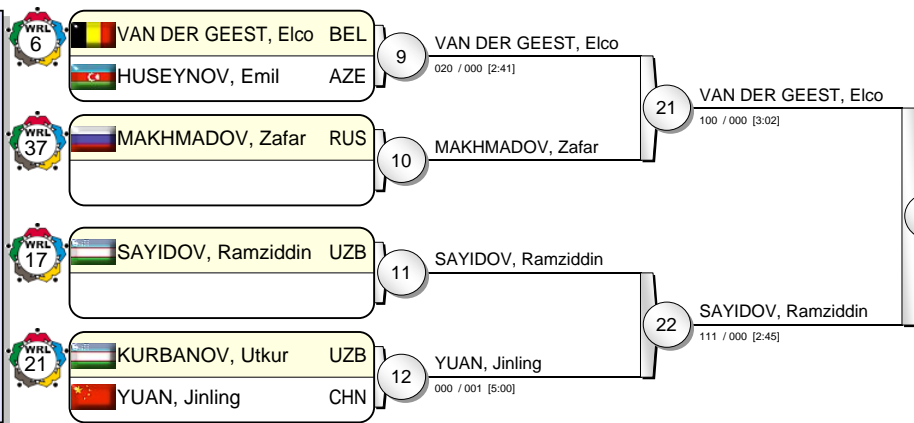 WRL
6
VAN DER GEEST, Elco BEL
HUSEYNOV, Emil AZE
9
VAN DER GEEST, Elco
020 / 000 [2:41]
21
VAN DER GEEST, Elco
100 / 000 [3:02]
WRL
37
MAKHMADOV, Zafar RUS
10
MAKHMADOV, Zafar
WRL
17
SAYIDOV, Ramziddin UZB
11
SAYIDOV, Ramziddin
22
SAYIDOV, Ramziddin
111 / 000 [2:45]
WRL
21
KURBANOV, Utkur UZB
YUAN, Jinling CHN
12
YUAN, Jinling
000 / 001 [5:00]